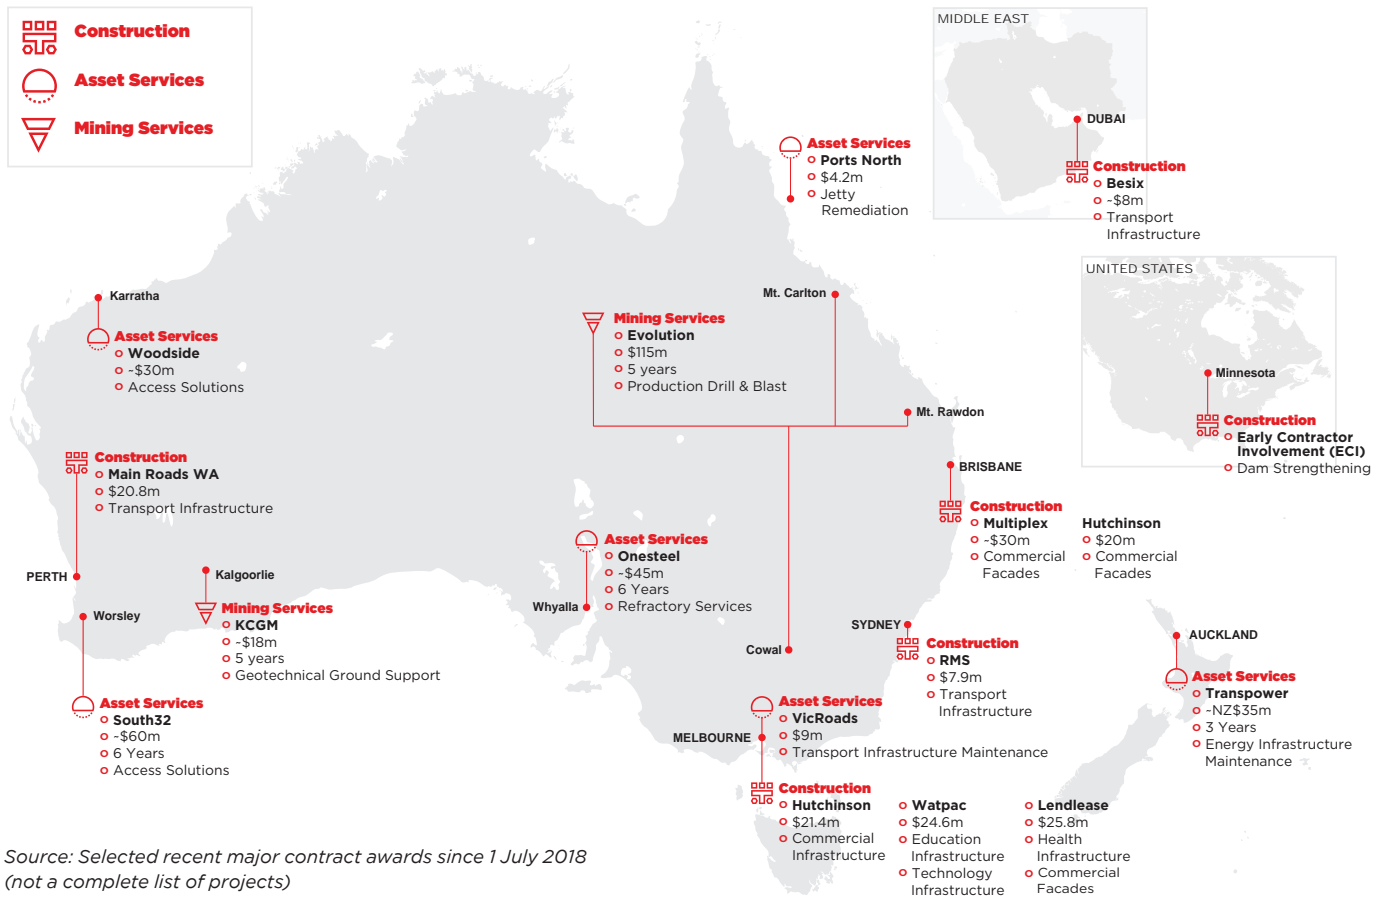 Construction
Asset Services
Mining Services
MIDDLE EAST
DUBAI
Construction
Besix
~$8m
Transport
Infrastructure
Asset Services
Ports North
$4.2m
Jetty
Remediation
UNITED STATES
Minnesota
Construction
Early Contractor
Involvement (ECI)
Dam Strengthening
Karratha
Asset Services
Woodside
~$30m
Access Solutions
Mt. Carlton
Mining Services
Evolution
$115m
5 years
Production Drill & Blast
Mt. Rawdon
Cowal
Construction
Main Roads WA
$20.8m
Transport Infrastructure
PERTH
BRISBANE
Construction
Multiplex
~$30m
Commercial
Facades
Hutchinson
$20m
Commercial
Facades
Asset Services
Onesteel
~$45m
6 Years
Refractory Services
Whyalla
Kalgoorlie
Mining Services
KCGM
~$18m
5 years
Geotechnical Ground Support
Worsley
Asset Services
South32
~$60m
6 Years
Access Solutions
SYDNEY
Construction
RMS
$7.9m
Transport
Infrastructure
AUCKLAND
Asset Services
Transpower
~NZ$35m
3 Years
Energy Infrastructure
Maintenance
Asset Services
VicRoads
$9m
Transport Infrastructure Maintenance
MELBOURNE
Construction
Hutchinson
$21.4m
Commercial
Infrastructure
Watpac
$24.6m
Education
Infrastructure
Technology
Infrastructure
Lendlease
$25.8m
Health
Infrastructure
Commercial
Facades
Source: Selected recent major contract awards since 1 July 2018
(not a complete list of projects)